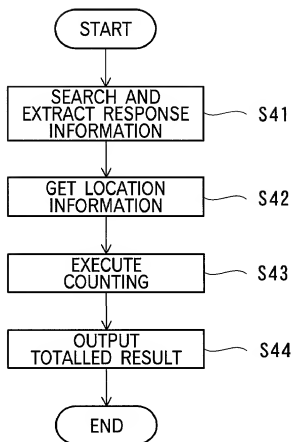 START
SEARCH AND
EXTRACT RESPONSE
INFORMATION
S41
GET LOCATION
INFORMATION
S42
EXECUTE
COUNTING
S43
OUTPUT
TOTALLED RESULT
S44
END